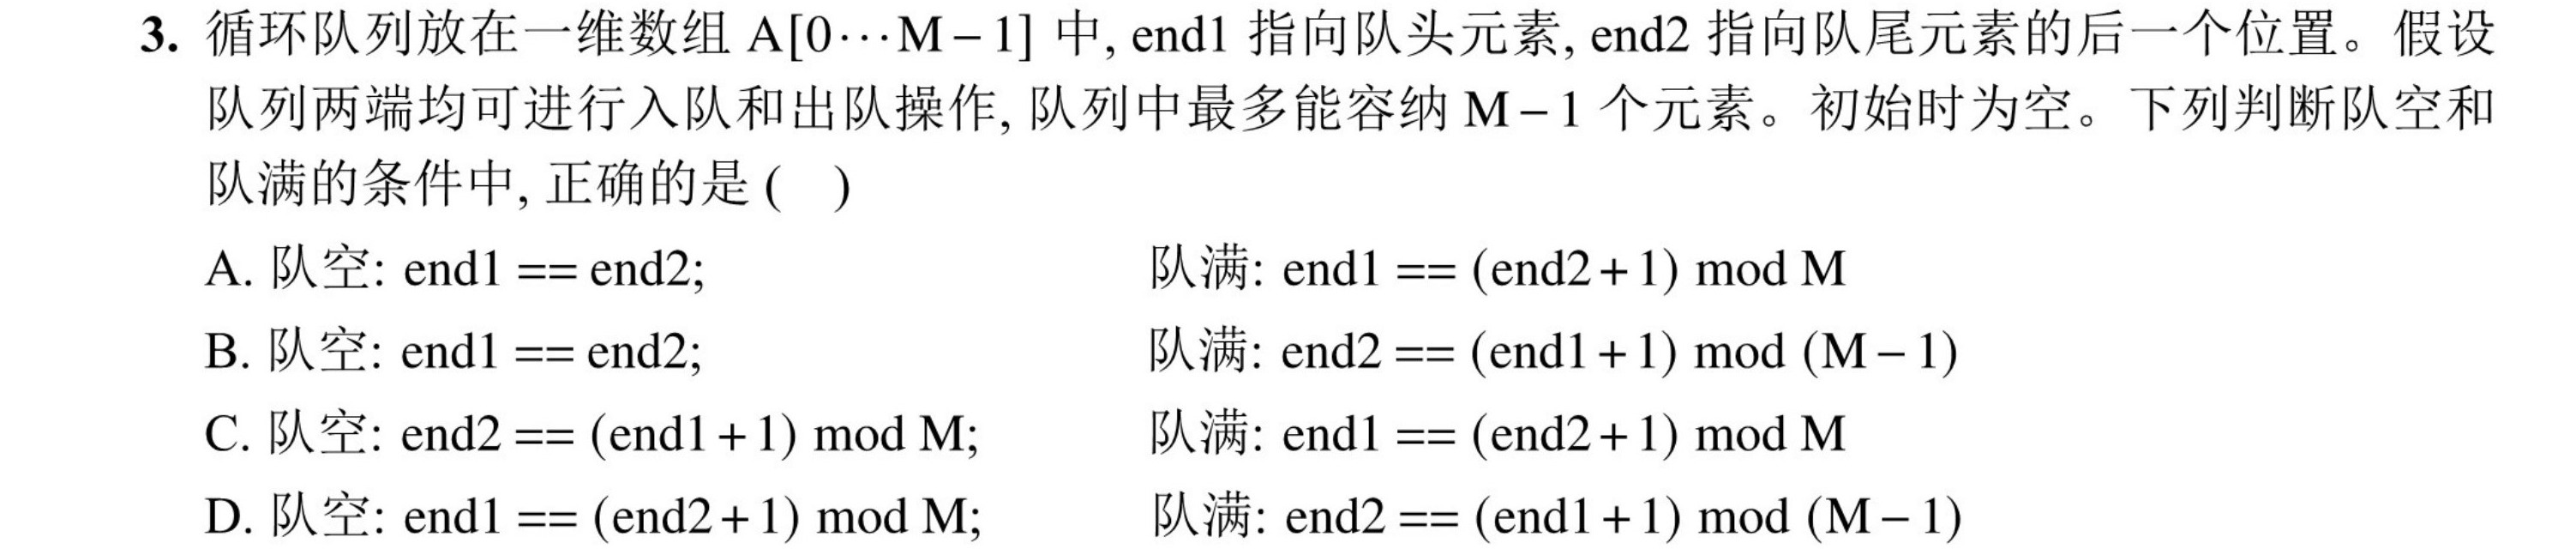 3. 循环队列放在一维数组 A[0···M－1] 中, end1 指向队头元素, end2 指向队尾元素的后一个位置。假设
队列两端均可进行入队和出队操作, 队列中最多能容纳 M－1 个元素。初始时为空。下列判断队空和
队满的条件中, 正确的是 (　)
A. 队空: end1 == end2; 队满: end1 == (end2+1) mod M
B. 队空: end1 == end2; 队满: end2 == (end1+1) mod (M－1)
C. 队空: end2 == (end1+1) mod M; 队满: end1 == (end2+1) mod M
D. 队空: end1 == (end2+1) mod M; 队满: end2 == (end1+1) mod (M－1)